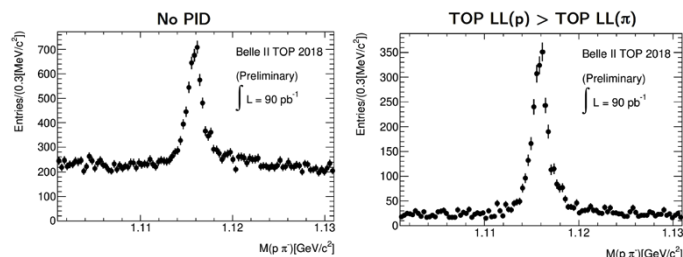 No PID
Entries/(0.3[MeV/c²]
700
600
500
400
300
200
100
0
Belle II TOP 2018
(Preliminary)
∫ L = 90 pb⁻¹
1.11
1.12
1.13
M(p π⁻)[GeV/c²]
TOP LL(p) > TOP LL(π)
Entries/(0.3[MeV/c²]
350
300
250
200
150
100
50
0
Belle II TOP 2018
(Preliminary)
∫ L = 90 pb⁻¹
1.11
1.12
1.13
M(p π⁻)[GeV/c²]